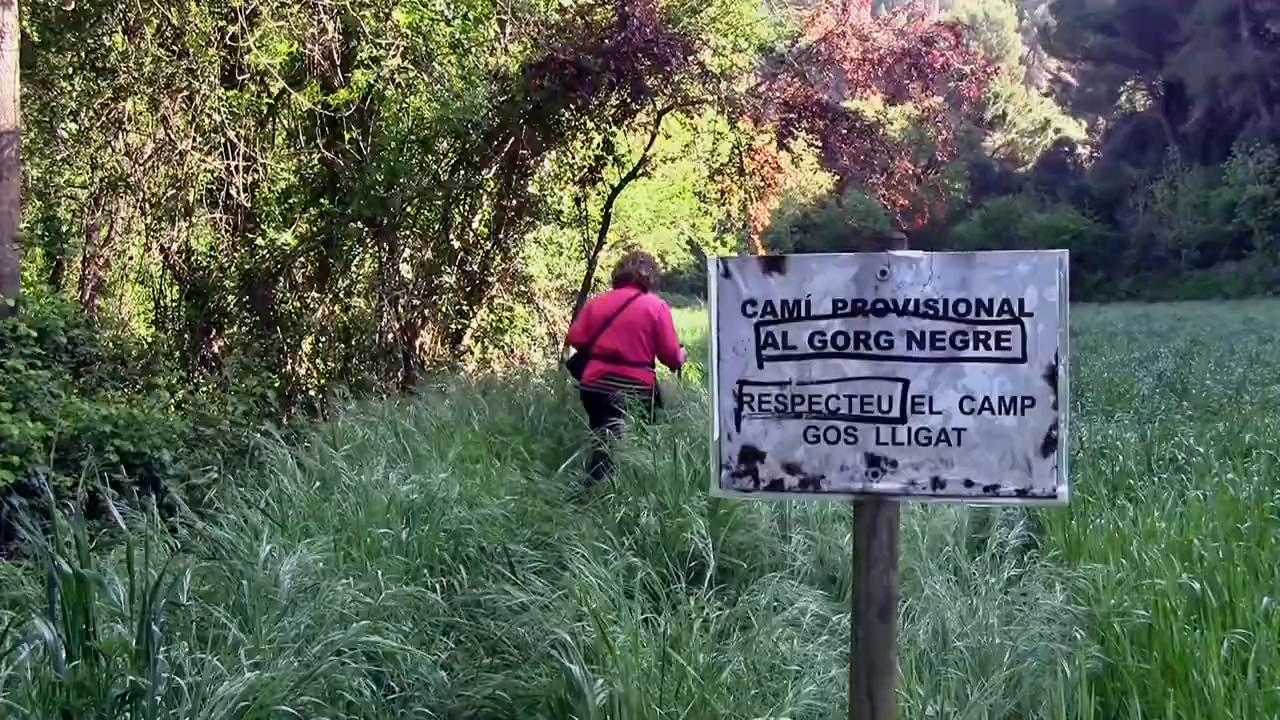 CAMÍ PROVISIONAL
AL GORG NEGRE
RESPECTEU EL CAMP
GOS LLIGAT